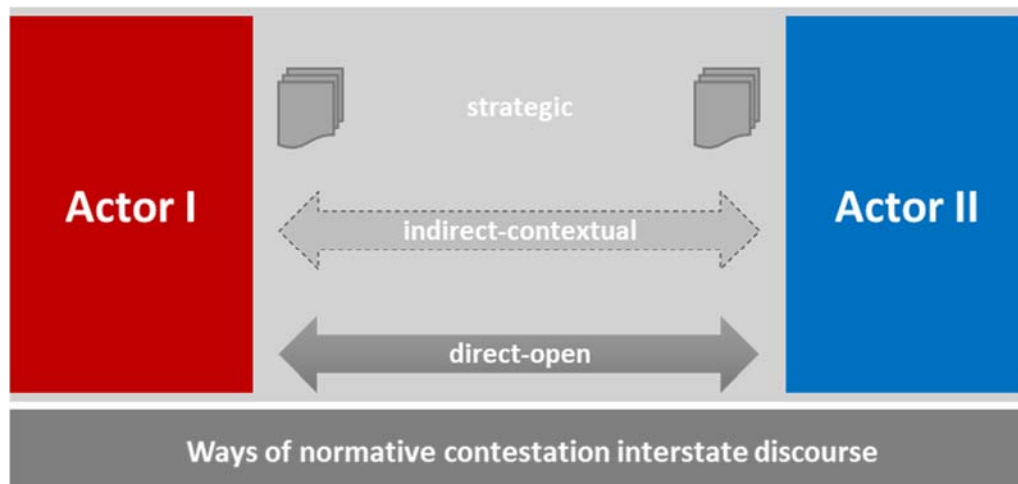 strategic
Actor I
Actor II
indirect-contextual
direct-open
Ways of normative contestation interstate discourse